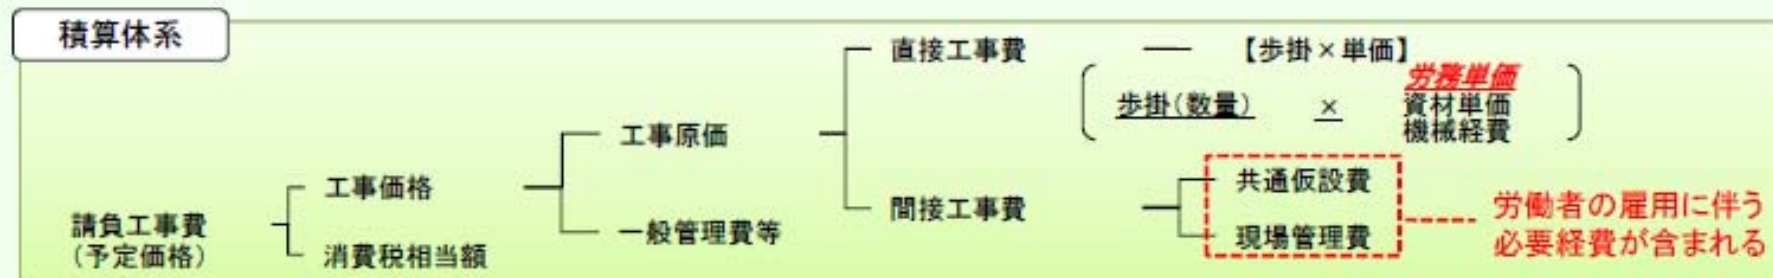 積算体系
直接工事費 【歩掛×単価】
労務単価
歩掛(数量) × 資材単価
機械経費
工事原価
共通仮設費
工事価格
間接工事費
労働者の雇用に伴う
請負工事費
一般管理費等
現場管理費
必要経費が含まれる
(予定価格)
消費税相当額